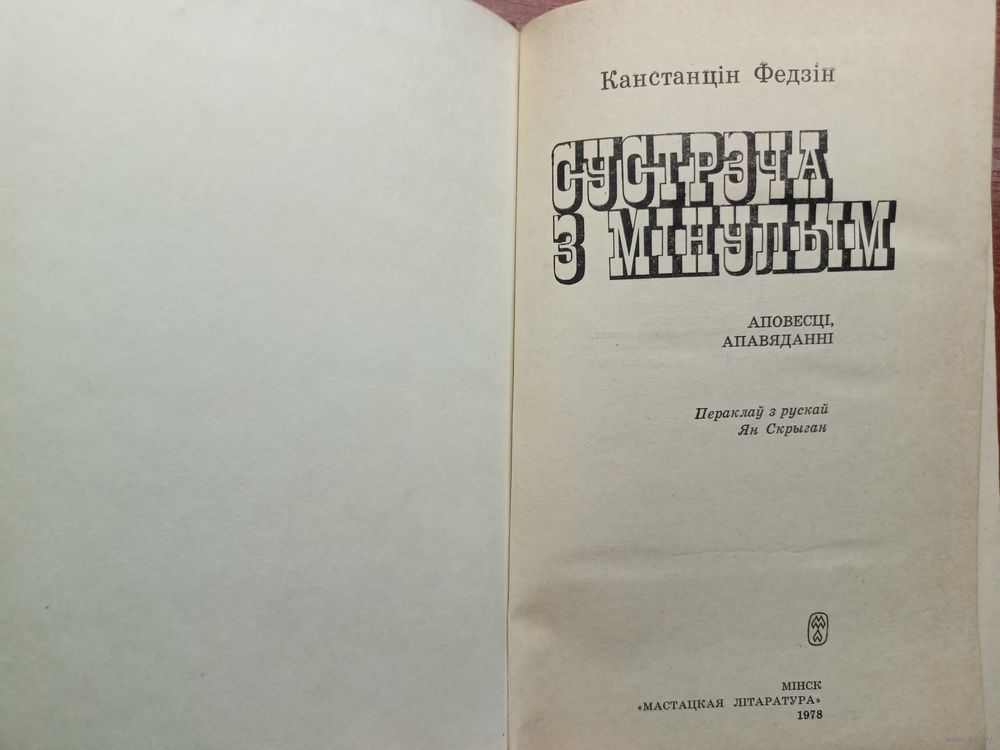 Канстанцін Федзін
СУСТРЭЧА
З МІНУЛЫМ
АПОВЕСЦІ,
АПАВЯДАННІ
Пераклаў з рускай
Ян Скрыган
МІНСК
«МАСТАЦКАЯ ЛІТАРАТУРА»
1978